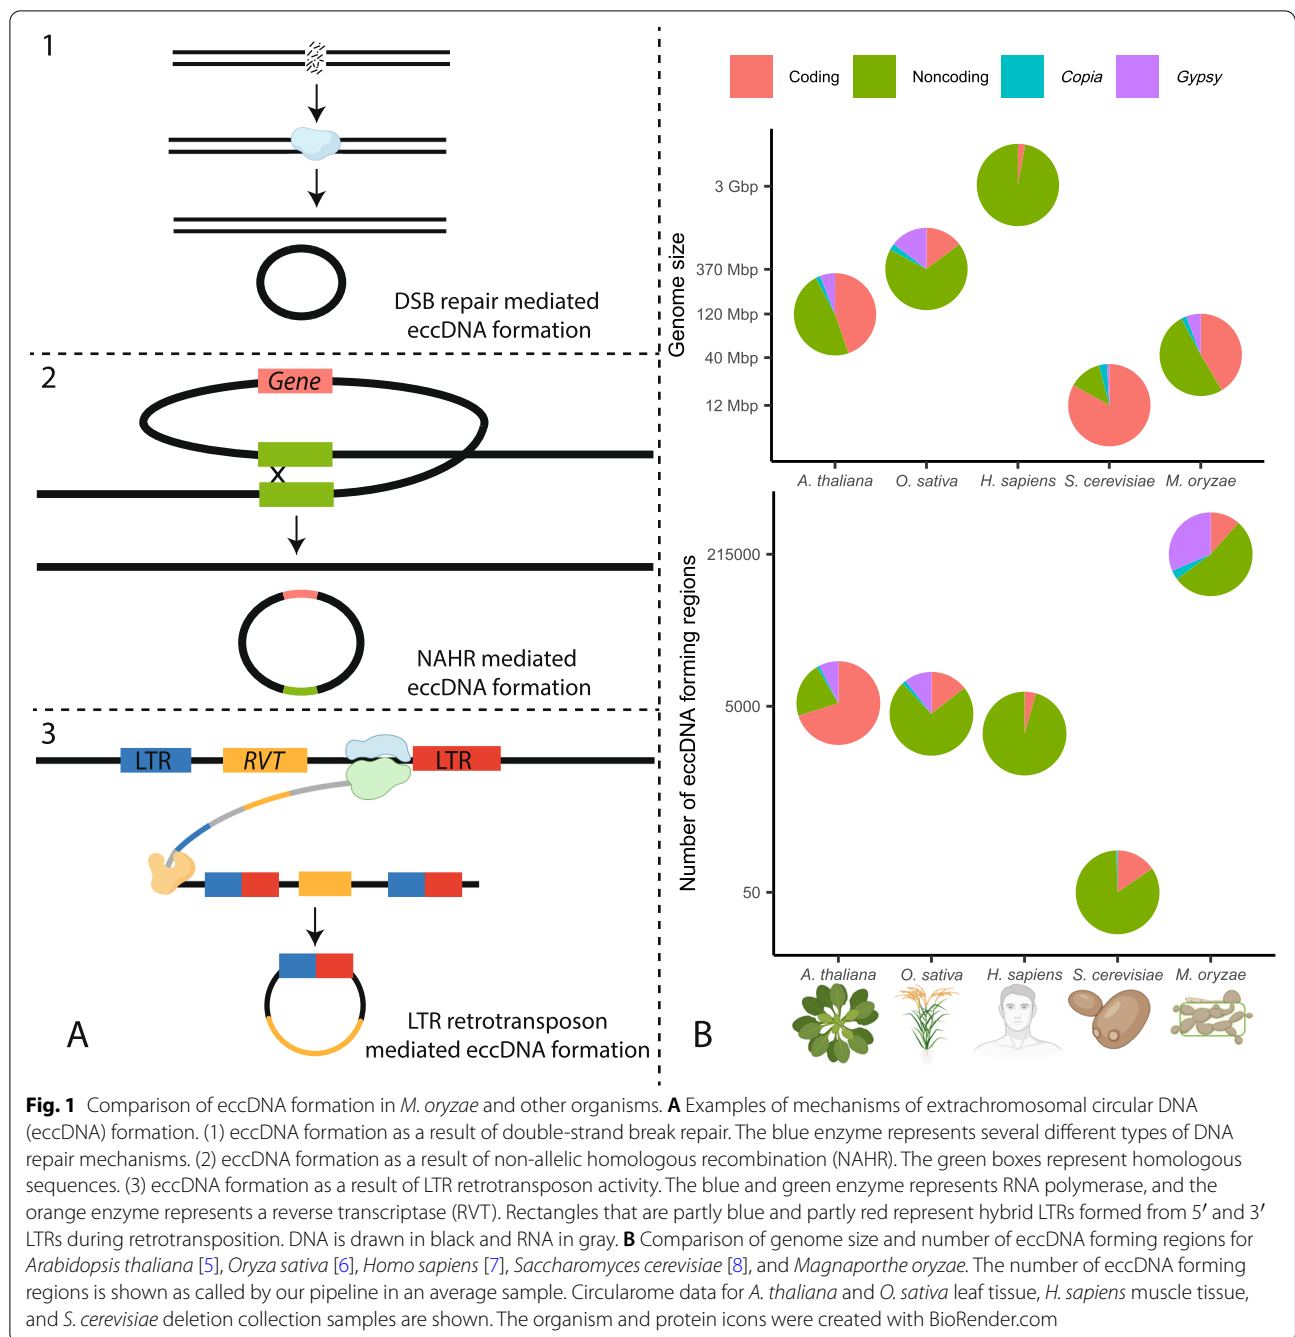 1
DSB repair mediated
eccDNA formation
2
Gene
X
NAHR mediated
eccDNA formation
3
LTR RVT LTR
A
LTR retrotransposon
mediated eccDNA formation
Coding Noncoding Copia Gypsy
Genome size
3 Gbp
370 Mbp
120 Mbp
40 Mbp
12 Mbp
A. thaliana O. sativa H. sapiens S. cerevisiae M. oryzae
Number of eccDNA forming regions
215000
5000
50
A. thaliana O. sativa H. sapiens S. cerevisiae M. oryzae
B
Fig. 1 Comparison of eccDNA formation in M. oryzae and other organisms. A Examples of mechanisms of extrachromosomal circular DNA
(eccDNA) formation. (1) eccDNA formation as a result of double-strand break repair. The blue enzyme represents several different types of DNA
repair mechanisms. (2) eccDNA formation as a result of non-allelic homologous recombination (NAHR). The green boxes represent homologous
sequences. (3) eccDNA formation as a result of LTR retrotransposon activity. The blue and green enzyme represents RNA polymerase, and the
orange enzyme represents a reverse transcriptase (RVT). Rectangles that are partly blue and partly red represent hybrid LTRs formed from 5′ and 3′
LTRs during retrotransposition. DNA is drawn in black and RNA in gray. B Comparison of genome size and number of eccDNA forming regions for
Arabidopsis thaliana [5], Oryza sativa [6], Homo sapiens [7], Saccharomyces cerevisiae [8], and Magnaporthe oryzae. The number of eccDNA forming
regions is shown as called by our pipeline in an average sample. Circularome data for A. thaliana and O. sativa leaf tissue, H. sapiens muscle tissue,
and S. cerevisiae deletion collection samples are shown. The organism and protein icons were created with BioRender.com